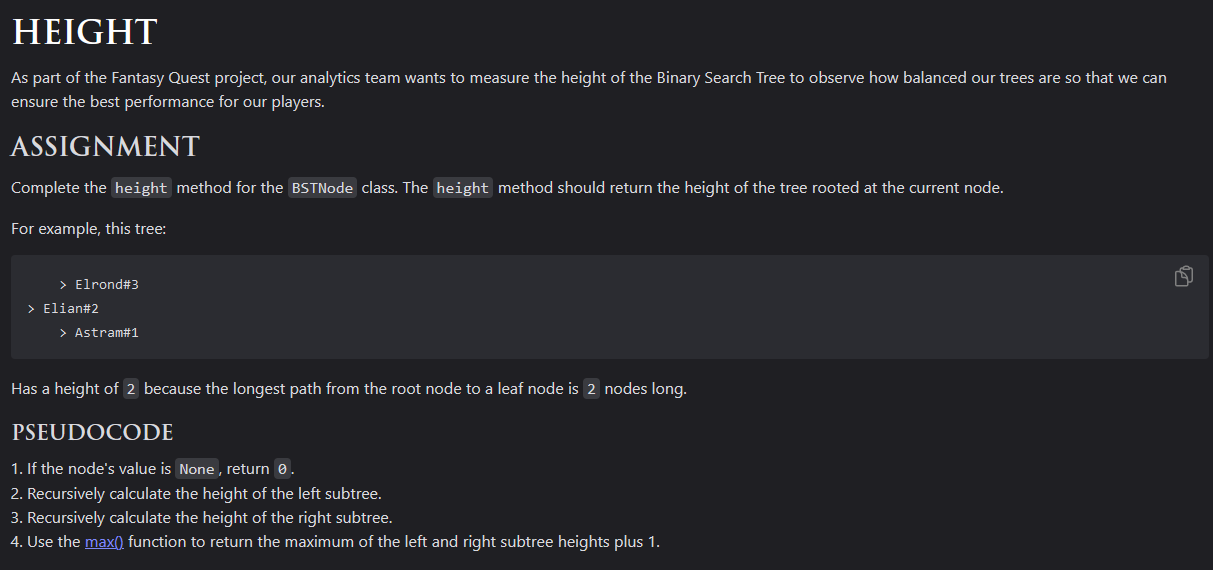 HEIGHT
As part of the Fantasy Quest project, our analytics team wants to measure the height of the Binary Search Tree to observe how balanced our trees are so that we can
ensure the best performance for our players.
ASSIGNMENT
Complete the height method for the BSTNode class. The height method should return the height of the tree rooted at the current node.
For example, this tree:
> Elrond#3
> Elian#2
> Astram#1
Has a height of 2 because the longest path from the root node to a leaf node is 2 nodes long.
PSEUDOCODE
1. If the node's value is None, return 0.
2. Recursively calculate the height of the left subtree.
3. Recursively calculate the height of the right subtree.
4. Use the max() function to return the maximum of the left and right subtree heights plus 1.